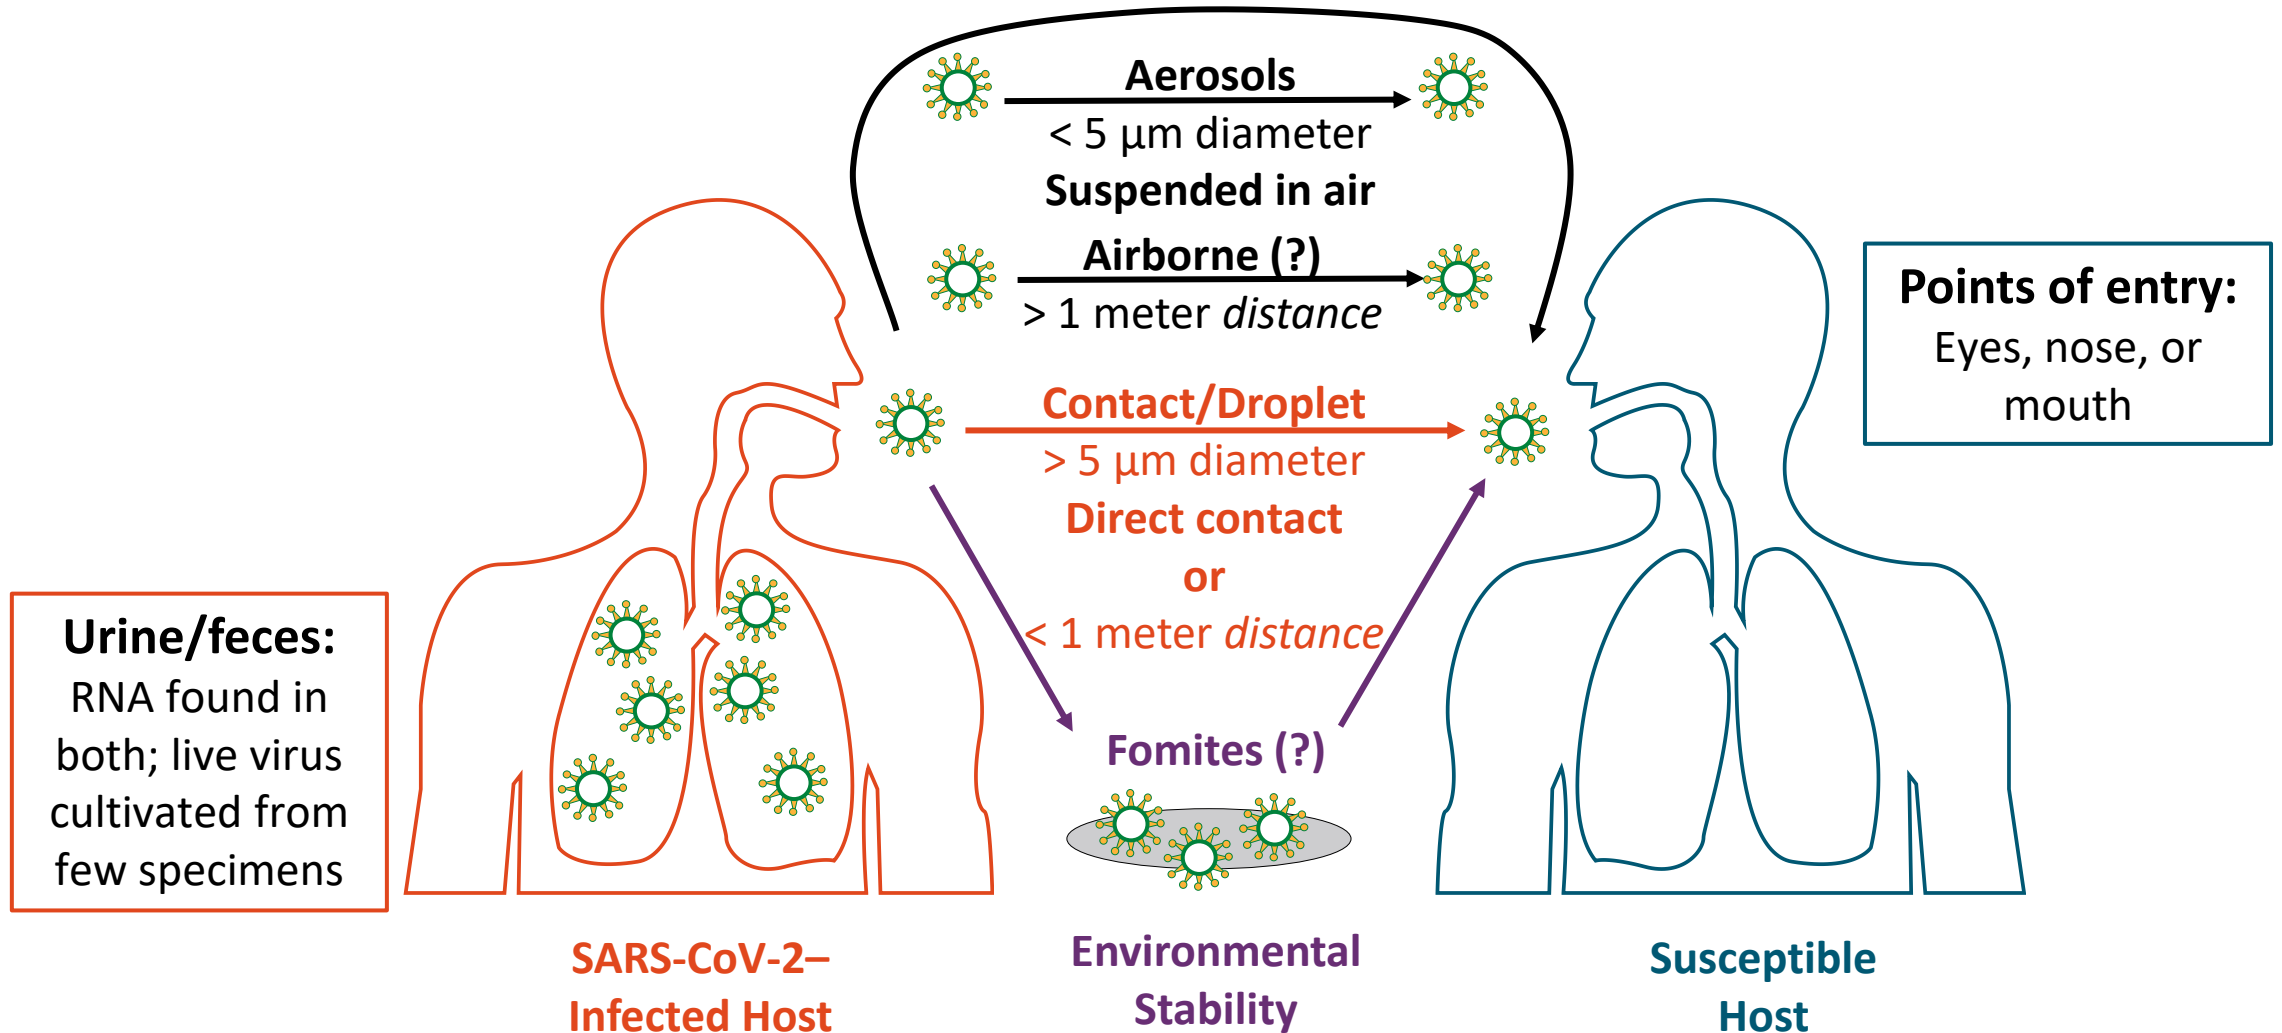 Aerosols
< 5 µm diameter
Suspended in air
Airborne (?)
> 1 meter distance
Contact/Droplet
> 5 µm diameter
Direct contact
or
< 1 meter distance
Fomites (?)
Environmental
Stability
Urine/feces:
RNA found in
both; live virus
cultivated from
few specimens
SARS-CoV-2–
Infected Host
Points of entry:
Eyes, nose, or
mouth
Susceptible
Host